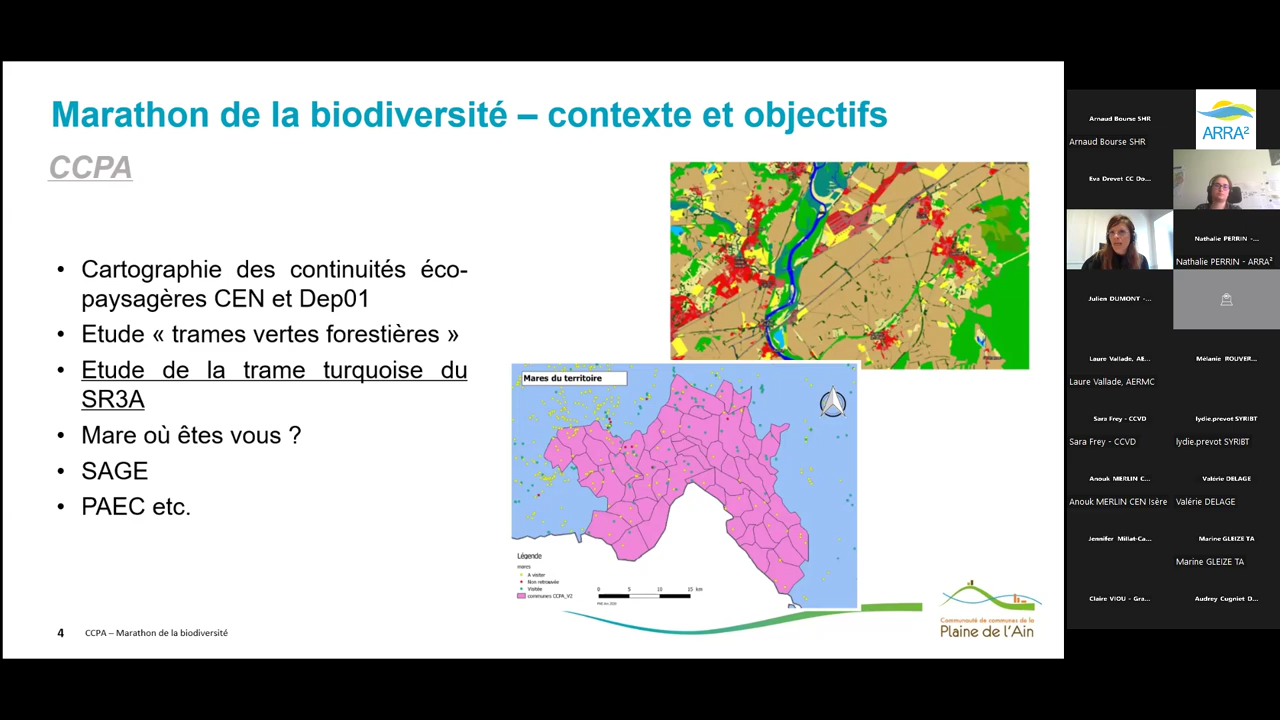 Marathon de la biodiversité – contexte et objectifs
CCPA
• Cartographie des continuités éco-
paysagères CEN et Dep01
• Etude « trames vertes forestières »
• Etude de la trame turquoise du
SR3A
• Mare où êtes vous ?
• SAGE
• PAEC etc.
Mares du territoire
Légende
mares
A visiter
Non retrouvée
Visitée
communes CCPA_V2
0 5 10 15 km
Communauté de communes de la
Plaine de l'Ain
4 CCPA – Marathon de la biodiversité
Arnaud Bourse SHR
Arnaud Bourse SHR
ARRA²
Eva Drevet CC Do...
Nathalie PERRIN -...
Nathalie PERRIN - ARRA²
Julien DUMONT -...
Laure Vallade, AE...
Laure Vallade, AERMC
Mélanie ROUVER...
Sara Frey - CCVD
Sara Frey - CCVD
lydie.prevot SYRIBT
lydie.prevot SYRIBT
Anouk MERLIN C...
Anouk MERLIN CEN Isère
Valérie DELAGE
Valérie DELAGE
Jennifer Millat-Ca...
Marine GLEIZE TA
Marine GLEIZE TA
Claire VIOU - Gra...
Audrey Cugniet D...